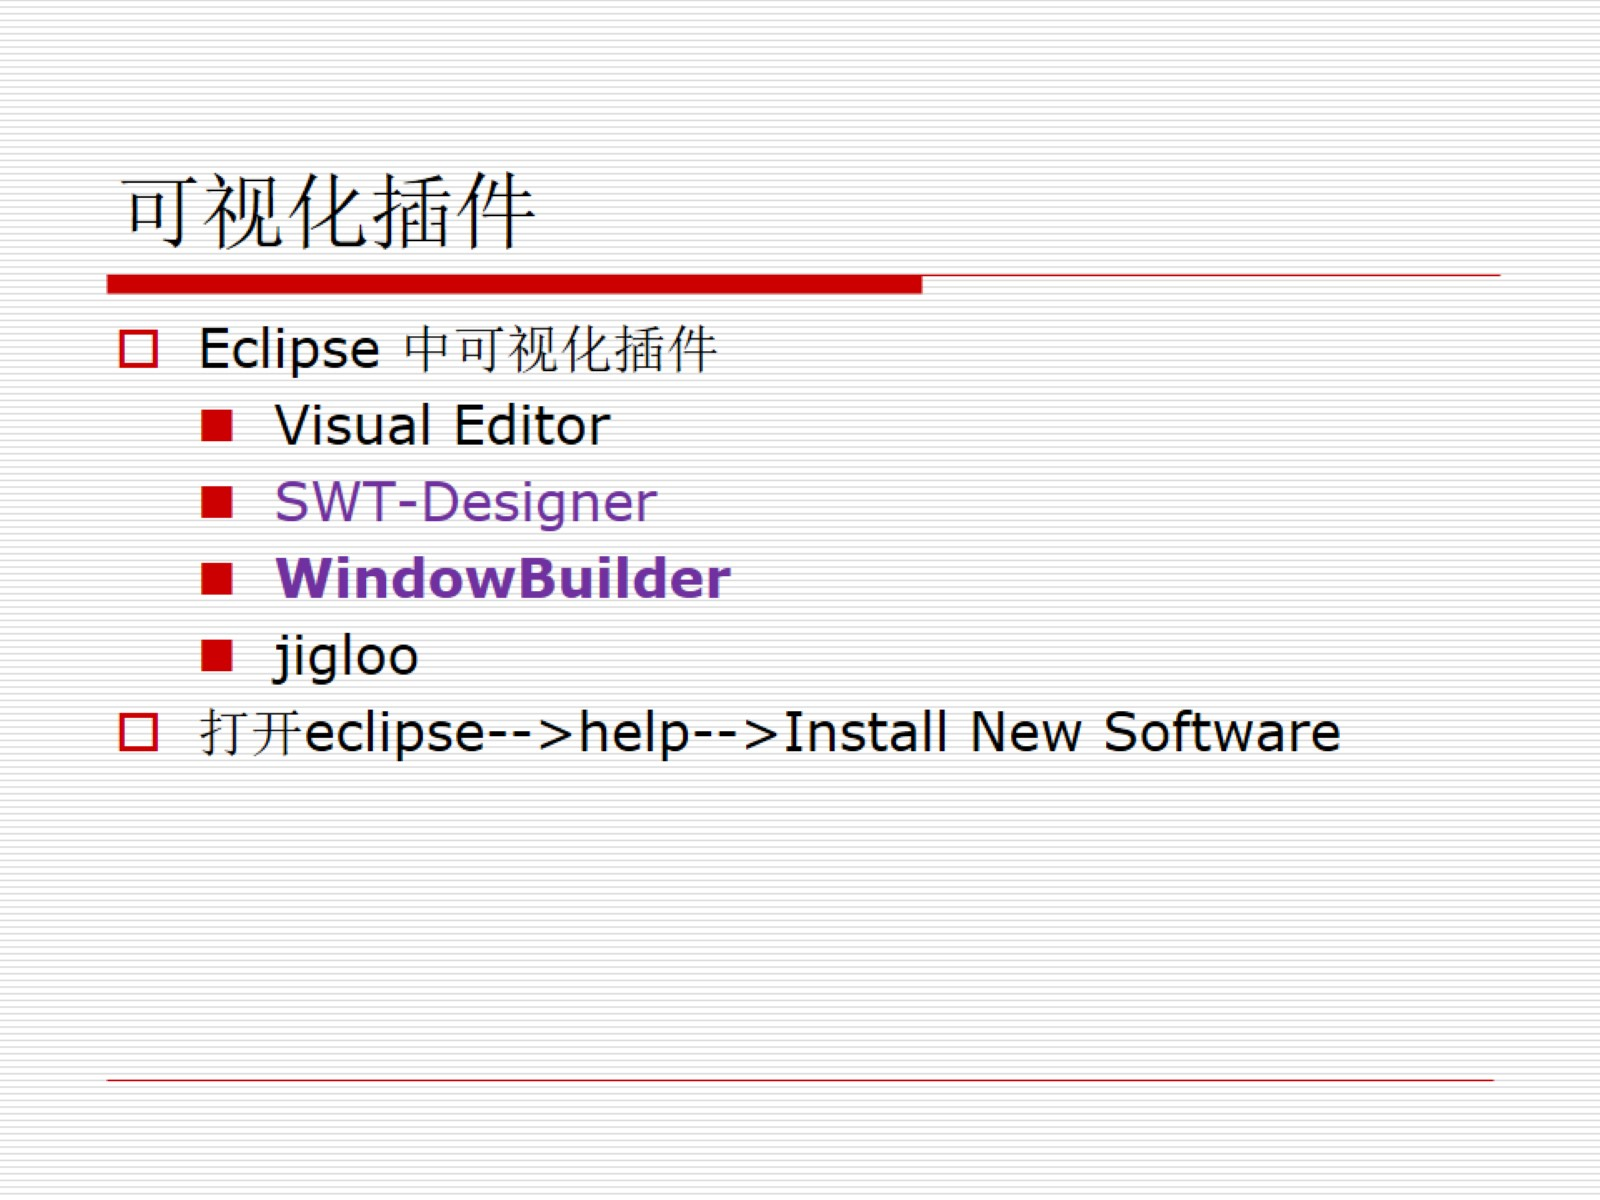 可视化插件
Eclipse 中可视化插件
Visual Editor
SWT-Designer
WindowBuilder
jigloo
打开eclipse-->help-->Install New Software